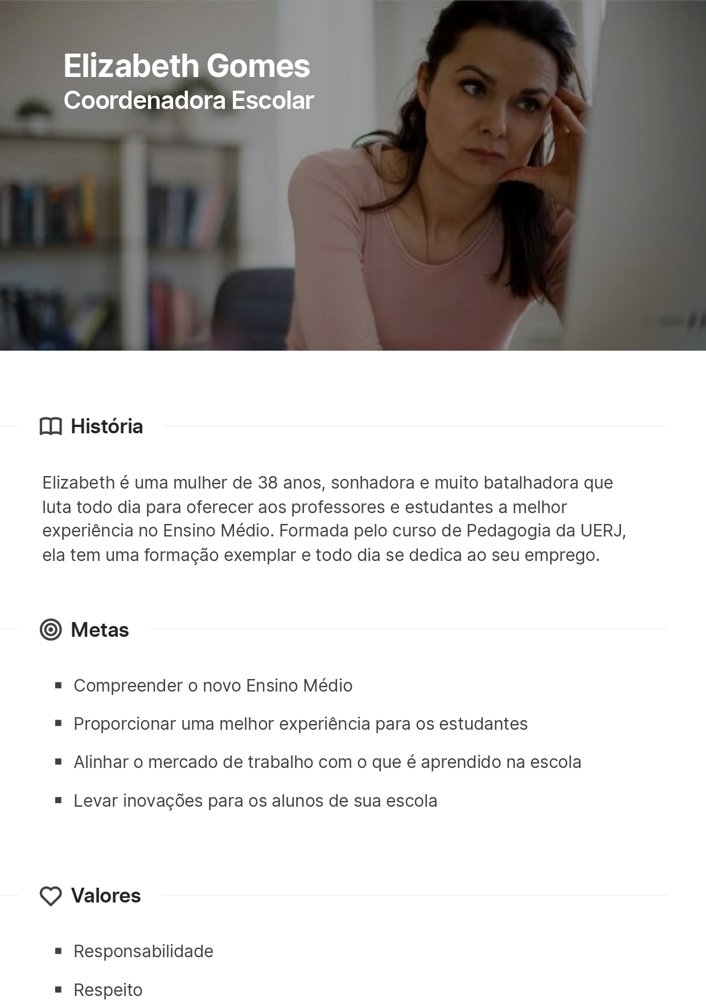 Elizabeth Gomes
Coordenadora Escolar
História
Elizabeth é uma mulher de 38 anos, sonhadora e muito batalhadora que
luta todo dia para oferecer aos professores e estudantes a melhor
experiência no Ensino Médio. Formada pelo curso de Pedagogia da UERJ,
ela tem uma formação exemplar e todo dia se dedica ao seu emprego.
Metas
Compreender o novo Ensino Médio
Proporcionar uma melhor experiência para os estudantes
Alinhar o mercado de trabalho com o que é aprendido na escola
Levar inovações para os alunos de sua escola
Valores
Responsabilidade
Respeito